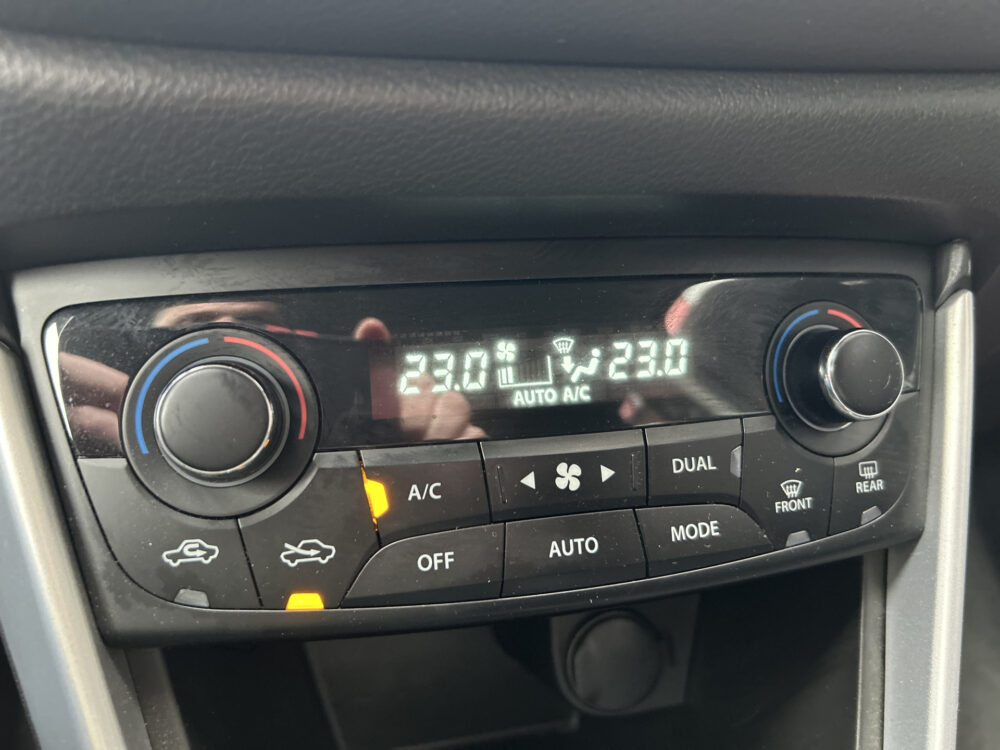 23.0 23.0
AUTO A/C
A/C
DUAL
FRONT
REAR
OFF
AUTO
MODE